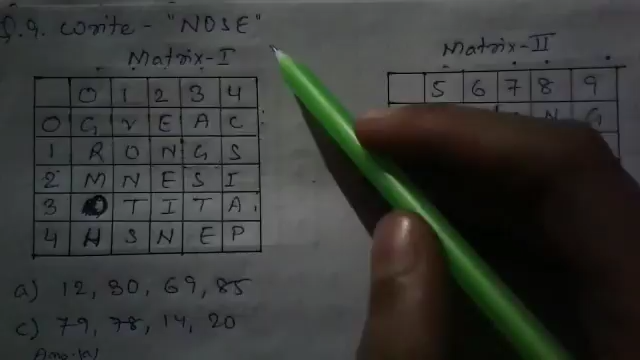 Q.9. Write - "NOSE"
Matrix-I
Matrix-II
0 1 2 3 4
0 G V E A C
1 R O N G S
2 M N E S I
3 T I T A
4 H S N E P
5 6 7 8 9
N G
a) 12, 30, 69, 85
c) 79, 78, 14, 20